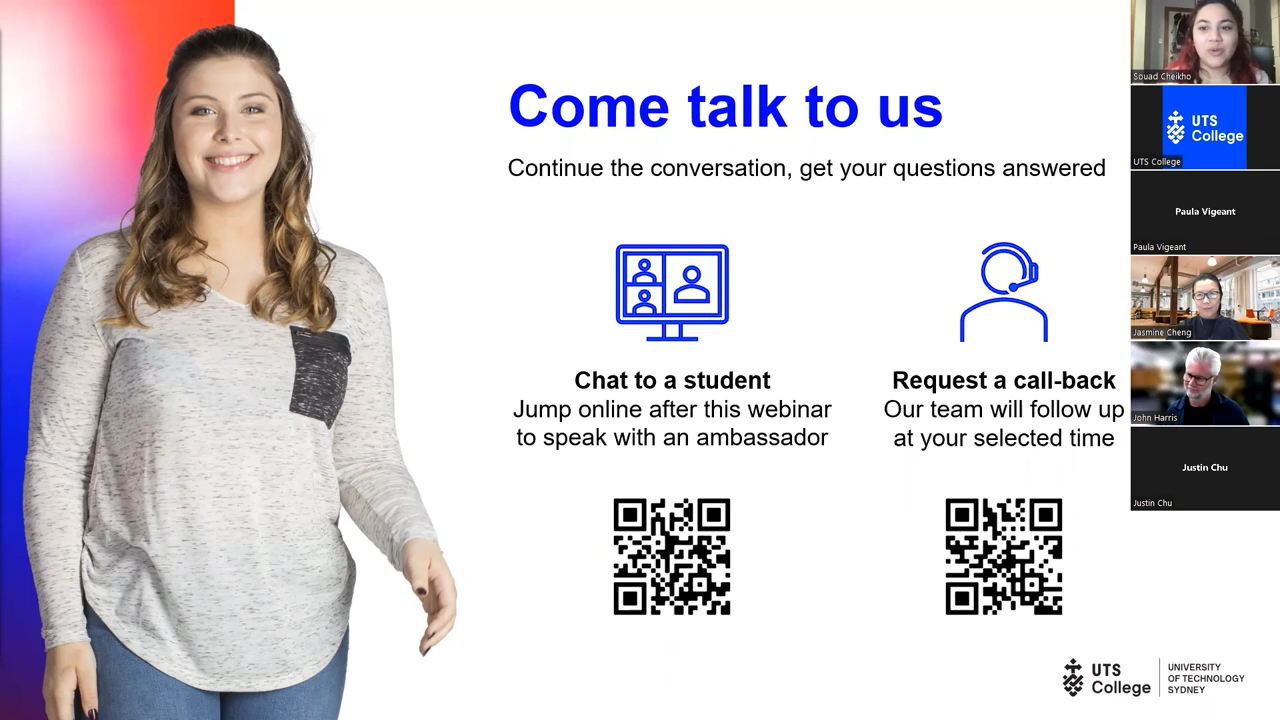 Come talk to us
Continue the conversation, get your questions answered
Chat to a student
Jump online after this webinar
to speak with an ambassador
Request a call-back
Our team will follow up
at your selected time
UTS
College
UNIVERSITY
OF TECHNOLOGY
SYDNEY
Souad Cheikho
UTS
College
UTS College
Paula Vigeant
Paula Vigeant
Jasmine Cheng
John Harris
Justin Chu
Justin Chu